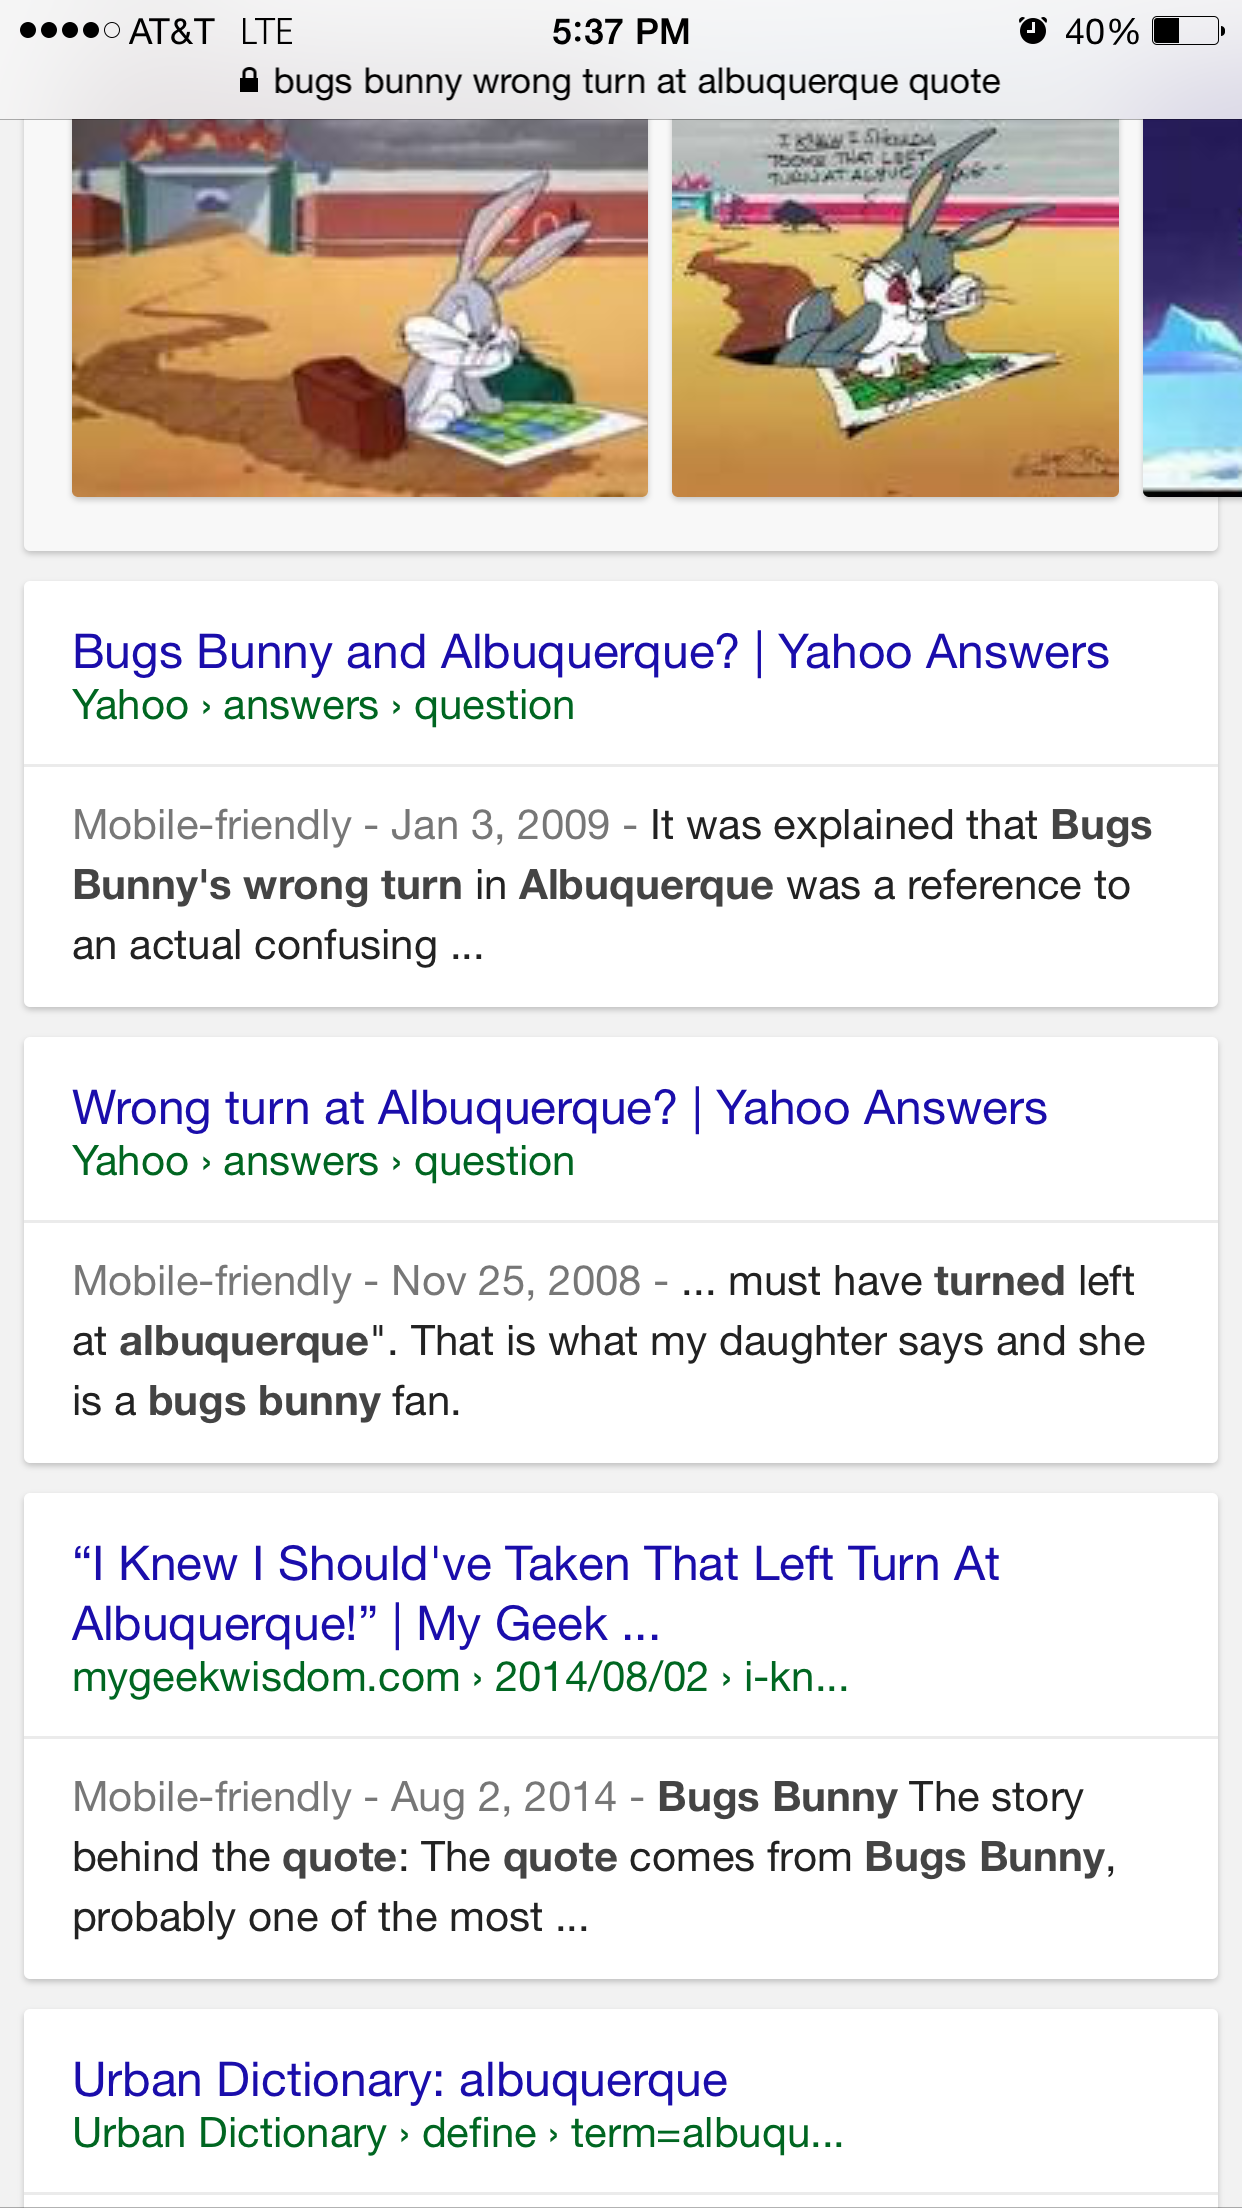 AT&T LTE 5:37 PM 40%
bugs bunny wrong turn at albuquerque quote
I KNEW I SHOULDA
TOOKE THAT LEFT
TURN AT
Bugs Bunny and Albuquerque? | Yahoo Answers
Yahoo › answers › question
Mobile-friendly - Jan 3, 2009 - It was explained that Bugs
Bunny's wrong turn in Albuquerque was a reference to
an actual confusing ...
Wrong turn at Albuquerque? | Yahoo Answers
Yahoo › answers › question
Mobile-friendly - Nov 25, 2008 - ... must have turned left
at albuquerque". That is what my daughter says and she
is a bugs bunny fan.
“I Knew I Should've Taken That Left Turn At
Albuquerque!” | My Geek ...
mygeekwisdom.com › 2014/08/02 › i-kn...
Mobile-friendly - Aug 2, 2014 - Bugs Bunny The story
behind the quote: The quote comes from Bugs Bunny,
probably one of the most ...
Urban Dictionary: albuquerque
Urban Dictionary › define › term=albuqu...